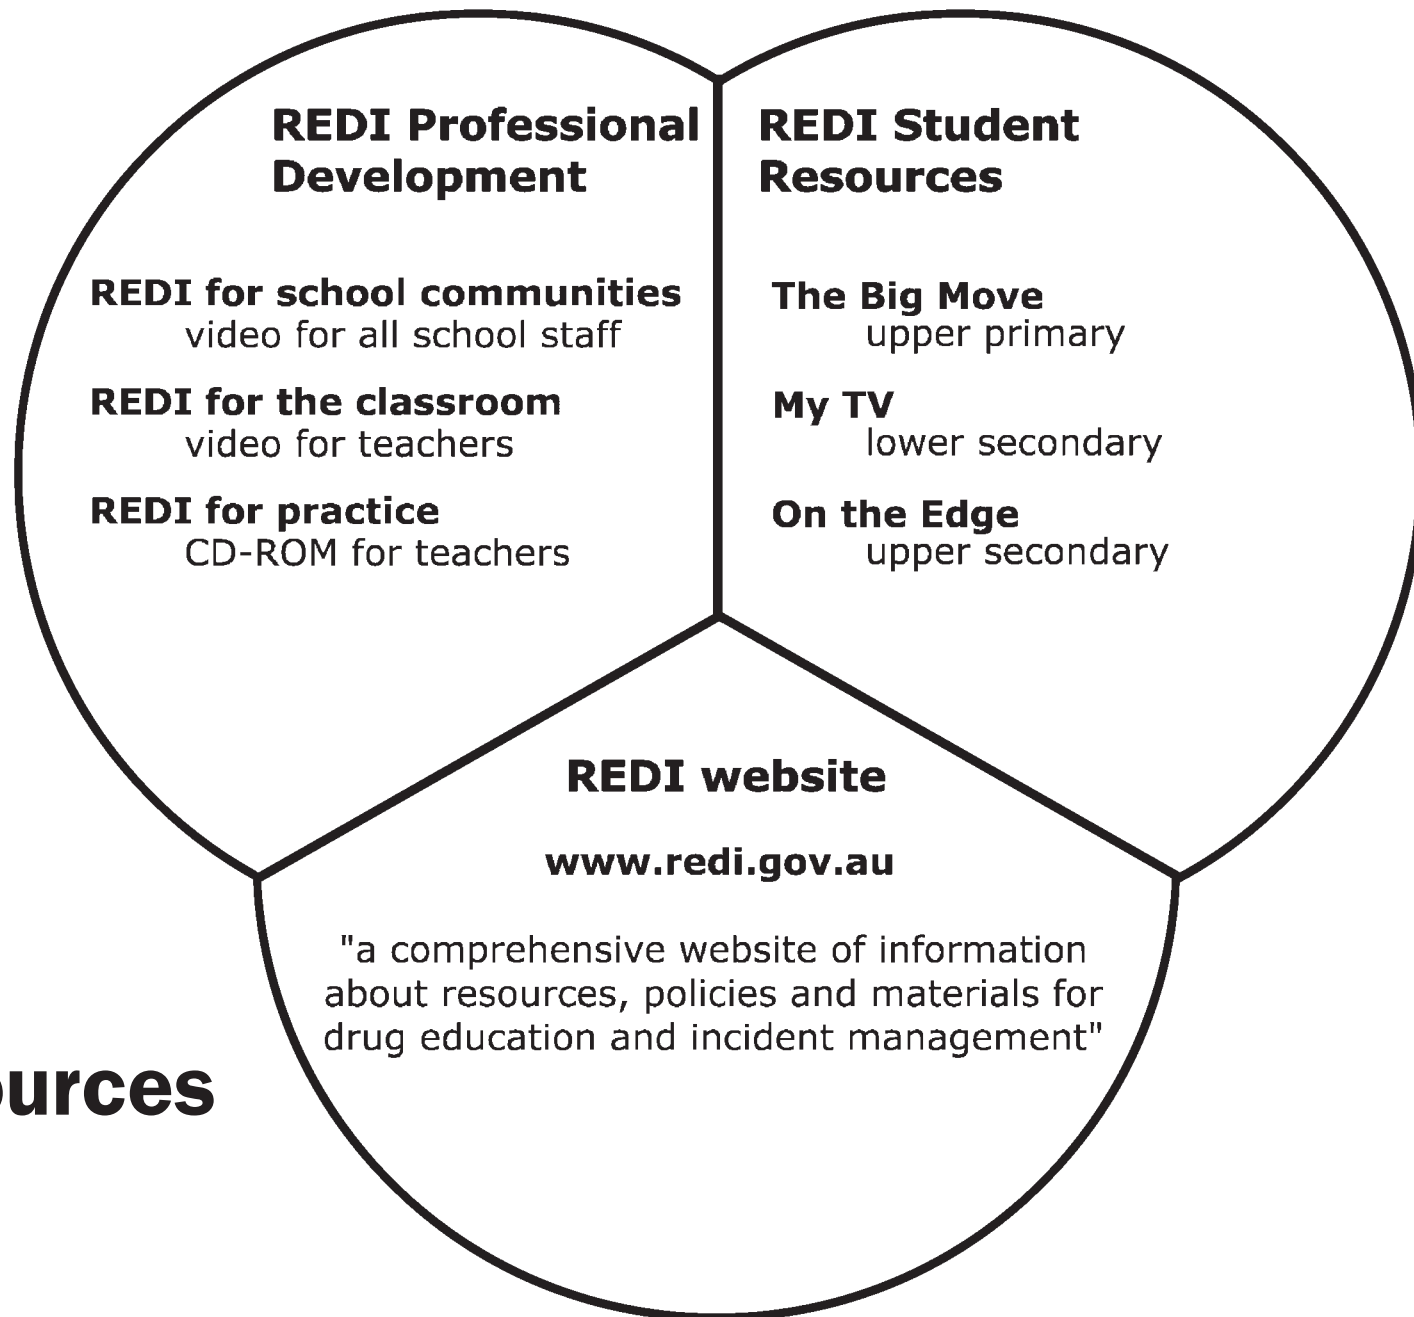 REDI Professional
Development
REDI for school communities
video for all school staff
REDI for the classroom
video for teachers
REDI for practice
CD-ROM for teachers
REDI Student
Resources
The Big Move
upper primary
My TV
lower secondary
On the Edge
upper secondary
REDI website
www.redi.gov.au
"a comprehensive website of information
about resources, policies and materials for
drug education and incident management"